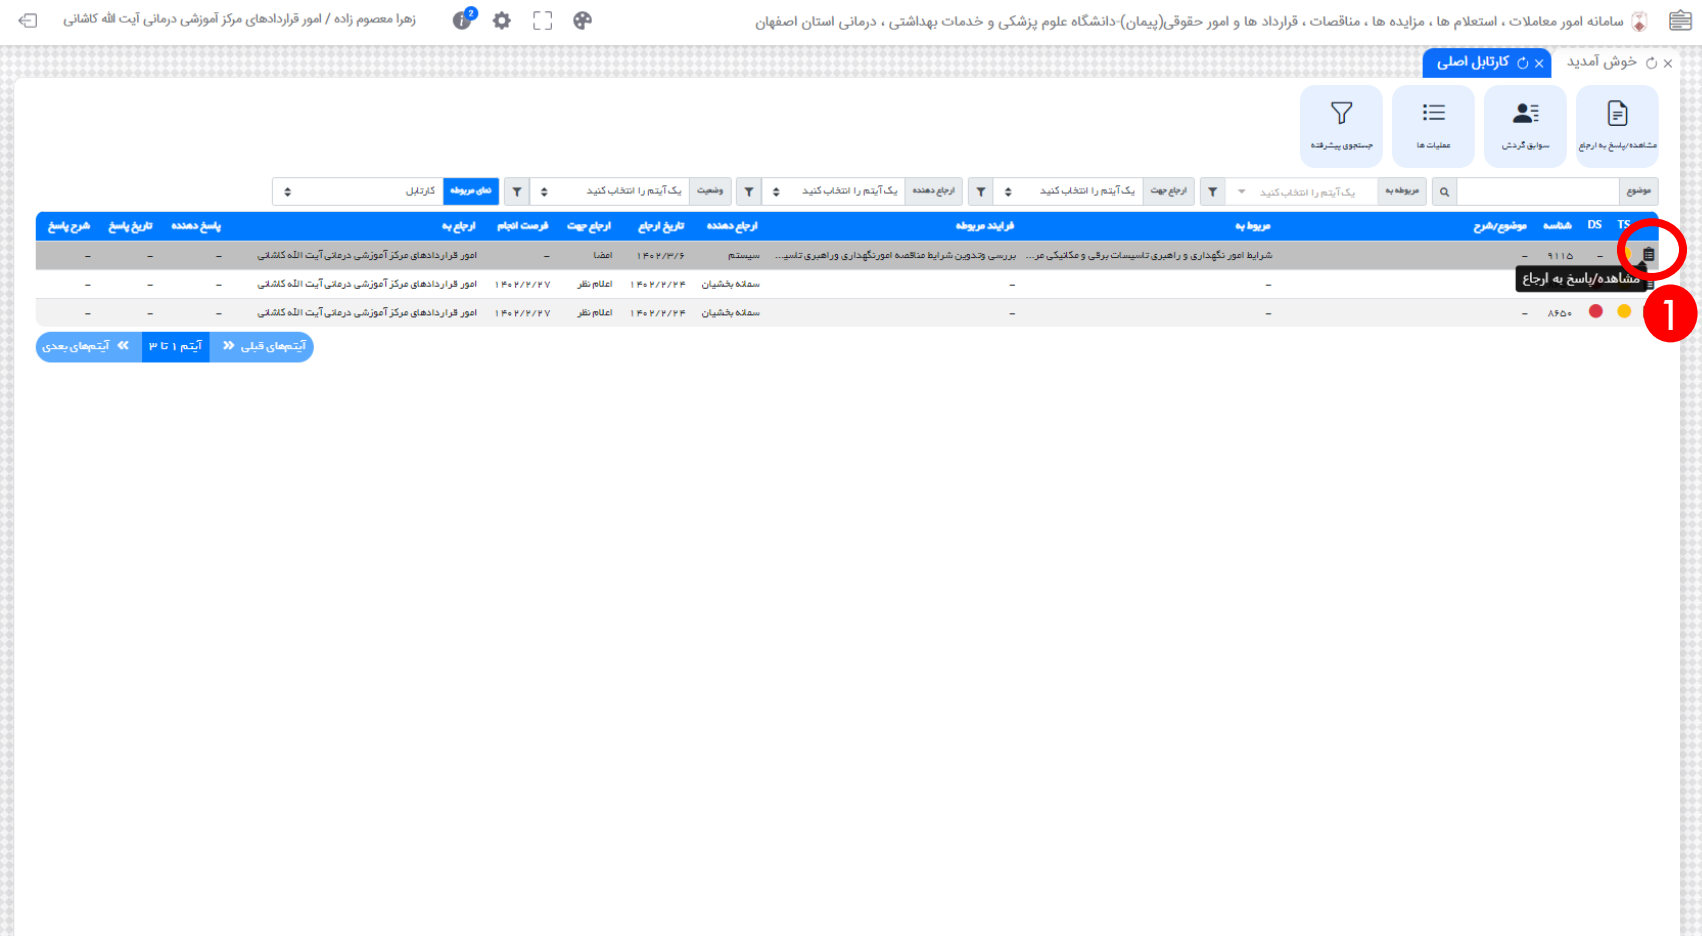 سامانه امور معاملات ، استعلام ها ، مزایده ها ، مناقصات ، قرارداد ها و امور حقوقی(پیمان)-دانشگاه علوم پزشکی و خدمات بهداشتی ، درمانی استان اصفهان
2
زهرا معصوم زاده / امور قراردادهای مرکز آموزشی درمانی آیت الله کاشانی
خوش آمدید
کارتابل اصلی
مشاهده/پاسخ به ارجاع
سوابق گردش
عملیات ها
جستجوی پیشرفته
موضوع مربوطه به یک آیتم را انتخاب کنید ارجاع جهت یک آیتم را انتخاب کنید ارجاع دهنده یک آیتم را انتخاب کنید وضعیت یک آیتم را انتخاب کنید نمای مربوطه کارتابل
TS DS شناسه موضوع/شرح مربوط به فرایند مربوطه ارجاع دهنده تاریخ ارجاع ارجاع جهت فرصت انجام ارجاع به پاسخ دهنده تاریخ پاسخ شرح پاسخ
– ۹۱۱۵ – شرایط امور نگهداری و راهبری تاسیسات برقی و مکانیکی مر... بررسی وتدوین شرایط مناقصه امورنگهداری وراهبری تاسیـ... سیستم ۱۴۰۲/۳/۶ امضا – امور قراردادهای مرکز آموزشی درمانی آیت الله کاشانی – – –
مشاهده/پاسخ به ارجاع
– – سمانه بخشیان ۱۴۰۲/۲/۲۴ اعلام نظر ۱۴۰۲/۲/۲۷ امور قراردادهای مرکز آموزشی درمانی آیت الله کاشانی – – –
۸۶۵۰ – – – سمانه بخشیان ۱۴۰۲/۲/۲۴ اعلام نظر ۱۴۰۲/۲/۲۷ امور قراردادهای مرکز آموزشی درمانی آیت الله کاشانی – – –
1
آیتم‌های قبلی » آیتم ۱ تا ۳ « آیتم‌های بعدی